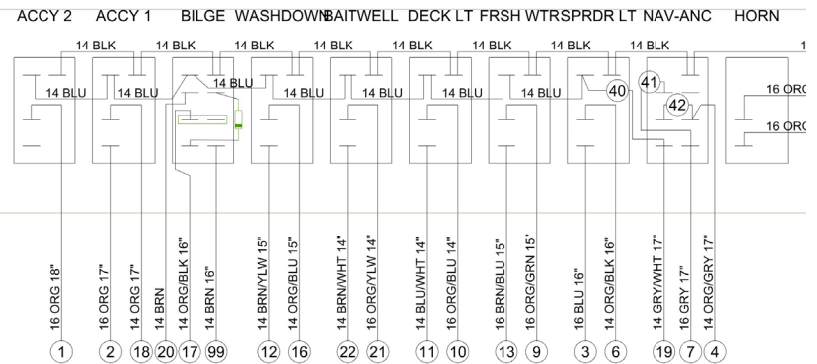 ACCY 2 ACCY 1 BILGE WASHDOWN BAITWELL DECK LT FRSH WTR SPRDR LT NAV-ANC HORN
14 BLK 14 BLK 14 BLK 14 BLK 14 BLK 14 BLK 14 BLK 14 BLK 1
14 BLU 14 BLU 14 BLU 14 BLU 14 BLU 14 BLU 14 BLU 40 41 42 16 ORG
16 ORG
16 ORG 18"
16 ORG 17"
14 ORG 17"
14 BRN
14 ORG/BLK 16"
14 BRN 16"
14 BRN/YLW 15"
16 ORG/BLU 15"
14 BRN/WHT 14"
16 ORG/YLW 14"
14 BLU/WHT 14"
16 ORG/BLU 14"
16 BRN/BLU 15"
16 ORG/GRN 15'
16 BLU 16"
14 ORG/BLK 16"
14 GRY/WHT 17"
16 GRY 17"
14 ORG/GRY 17"
1 2 18 20 17 99 12 16 22 21 11 10 13 9 3 6 19 7 4